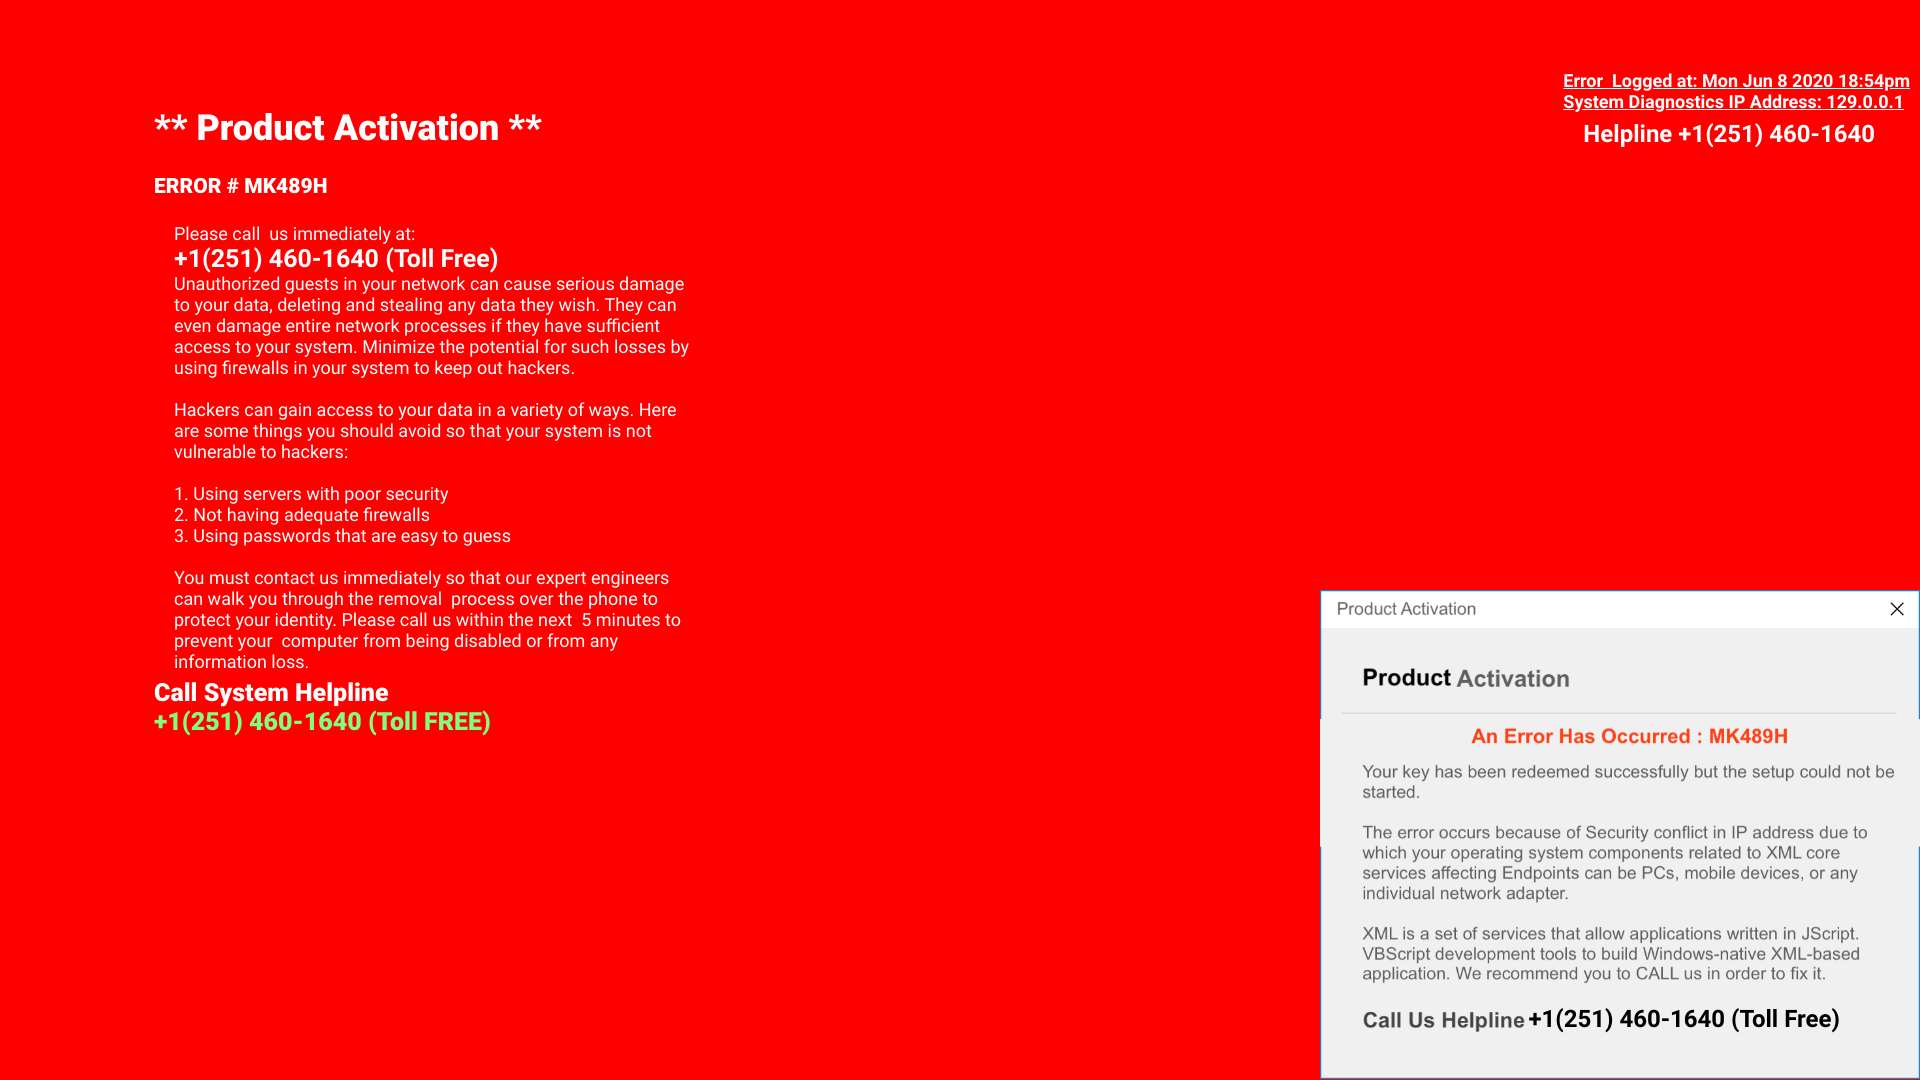 Error  Logged at: Mon Jun 8 2020 18:54pm
System Diagnostics IP Address: 129.0.0.1
Helpline +1(251) 460-1640
** Product Activation **
ERROR # MK489H
Please call  us immediately at:
+1(251) 460-1640 (Toll Free)
Unauthorized guests in your network can cause serious damage
to your data, deleting and stealing any data they wish. They can
even damage entire network processes if they have sufficient
access to your system. Minimize the potential for such losses by
using firewalls in your system to keep out hackers.
Hackers can gain access to your data in a variety of ways. Here
are some things you should avoid so that your system is not
vulnerable to hackers:
1. Using servers with poor security
2. Not having adequate firewalls
3. Using passwords that are easy to guess
You must contact us immediately so that our expert engineers
can walk you through the removal  process over the phone to
protect your identity. Please call us within the next  5 minutes to
prevent your  computer from being disabled or from any
information loss.
Call System Helpline
+1(251) 460-1640 (Toll FREE)
Product Activation
Product Activation
An Error Has Occurred : MK489H
Your key has been redeemed successfully but the setup could not be
started.
The error occurs because of Security conflict in IP address due to
which your operating system components related to XML core
services affecting Endpoints can be PCs, mobile devices, or any
individual network adapter.
XML is a set of services that allow applications written in JScript.
VBScript development tools to build Windows-native XML-based
application. We recommend you to CALL us in order to fix it.
Call Us Helpline +1(251) 460-1640 (Toll Free)